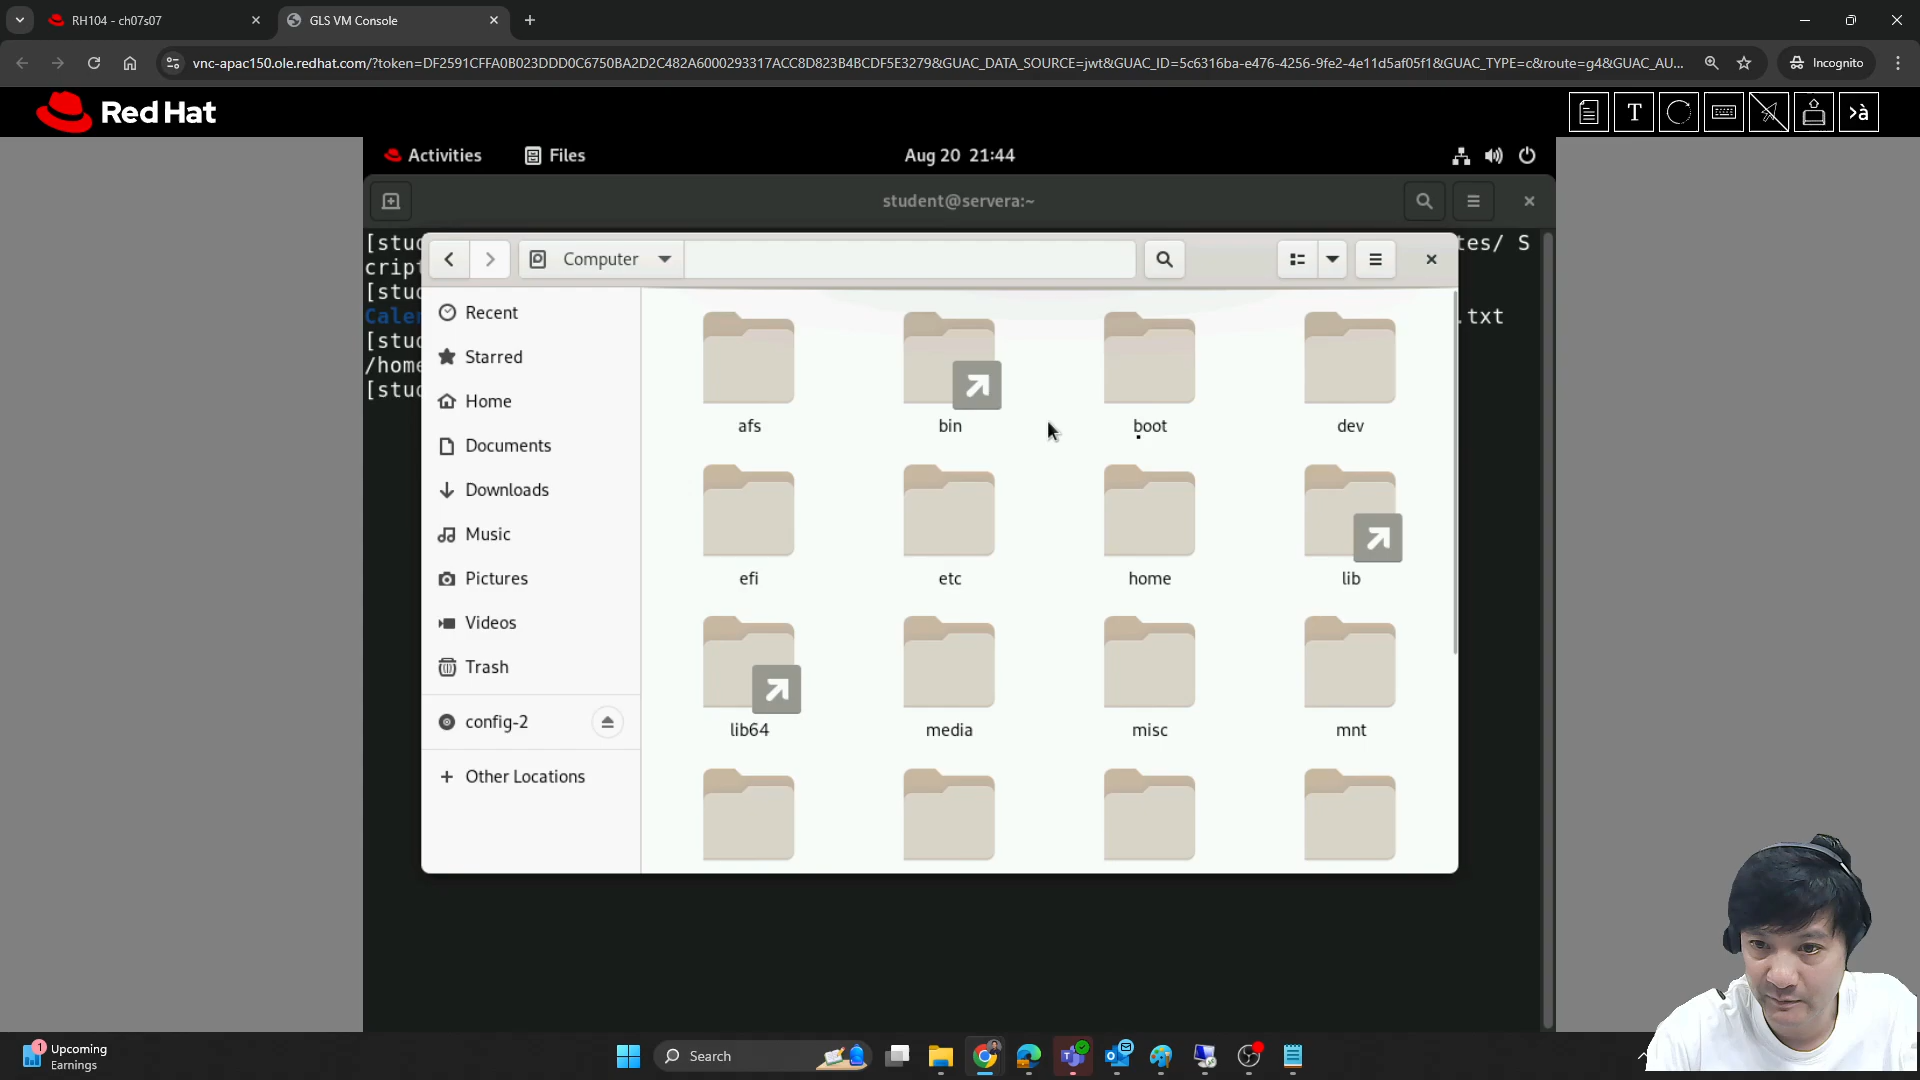 RH104 - ch07s07
GLS VM Console
vnc-apac150.ole.redhat.com/?token=DF2591CFFA0B023DDD0C6750BA2D2C482A6000293317ACC8D823B4BCDF5E3279&GUAC_DATA_SOURCE=jwt&GUAC_ID=5c6316ba-e476-4256-9fe2-4e11d5af05f1&GUAC_TYPE=c&route=g4&GUAC_AU...
Incognito
Red Hat
T
>à
Activities
Files
Aug 20 21:44
student@servera:~
[stu
tes/ S
cript
[stu
Cale
.txt
[stu
/home
[stu
Computer
Recent
Starred
Home
Documents
Downloads
Music
Pictures
Videos
Trash
config-2
Other Locations
afs
bin
boot
dev
efi
etc
home
lib
lib64
media
misc
mnt
1
Upcoming
Earnings
Search